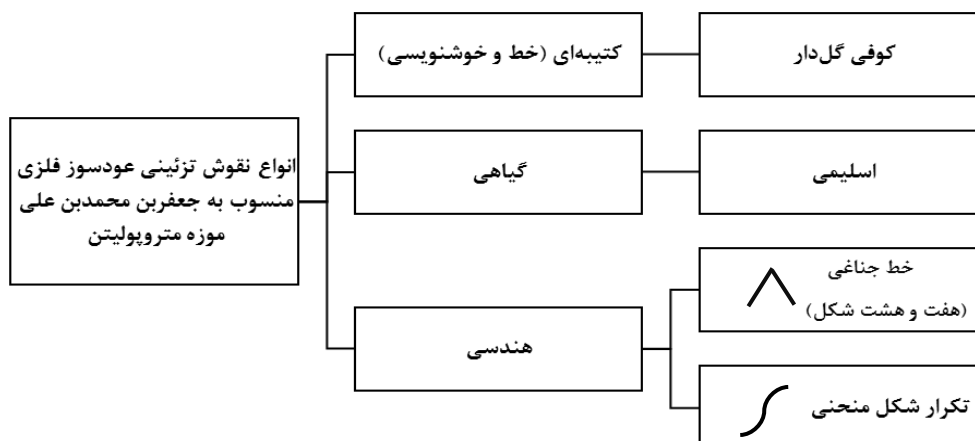 انواع نقوش تزئینی عودسوز فلزی
منسوب به جعفربن محمدبن علی
موزه متروپولیتن
کتیبه‌ای (خط و خوشنویسی)
کوفی گل‌دار
گیاهی
اسلیمی
هندسی
خط جناغی
(هفت و هشت شکل)
تکرار شکل منحنی